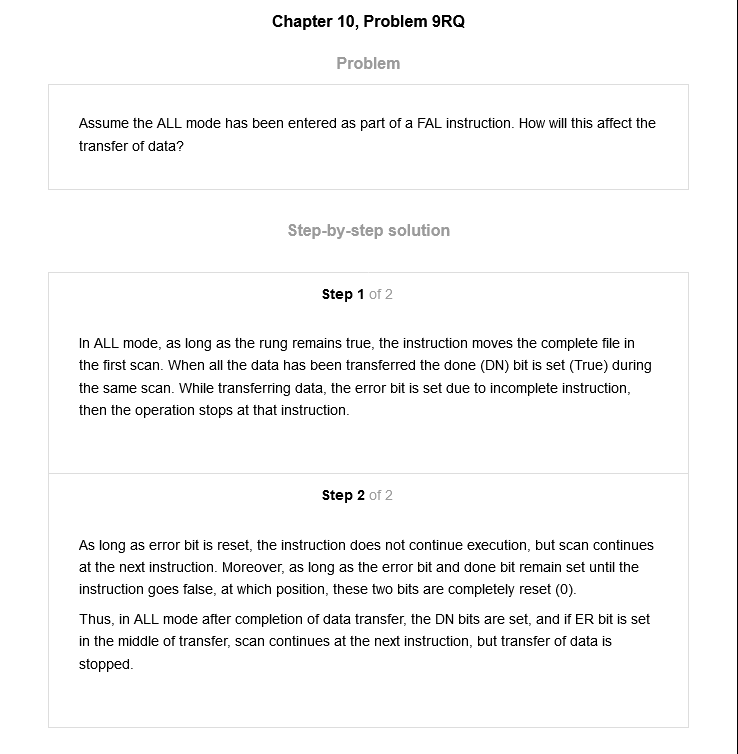 Chapter 10, Problem 9RQ
Problem
Assume the ALL mode has been entered as part of a FAL instruction. How will this affect the
transfer of data?
Step-by-step solution
Step 1 of 2
In ALL mode, as long as the rung remains true, the instruction moves the complete file in
the first scan. When all the data has been transferred the done (DN) bit is set (True) during
the same scan. While transferring data, the error bit is set due to incomplete instruction,
then the operation stops at that instruction.
Step 2 of 2
As long as error bit is reset, the instruction does not continue execution, but scan continues
at the next instruction. Moreover, as long as the error bit and done bit remain set until the
instruction goes false, at which position, these two bits are completely reset (0).
Thus, in ALL mode after completion of data transfer, the DN bits are set, and if ER bit is set
in the middle of transfer, scan continues at the next instruction, but transfer of data is
stopped.